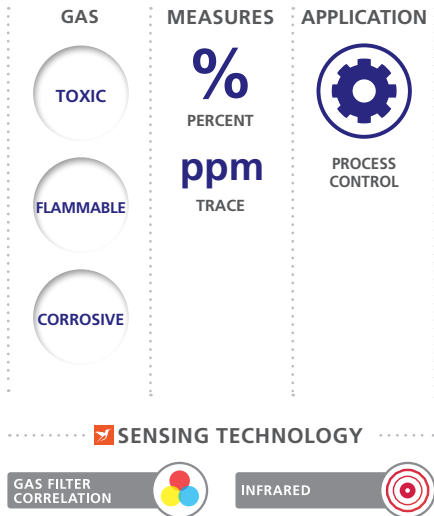 GAS
TOXIC
FLAMMABLE
CORROSIVE
MEASURES
%
PERCENT
ppm
TRACE
APPLICATION
PROCESS
CONTROL
SENSING TECHNOLOGY
GAS FILTER
CORRELATION
INFRARED